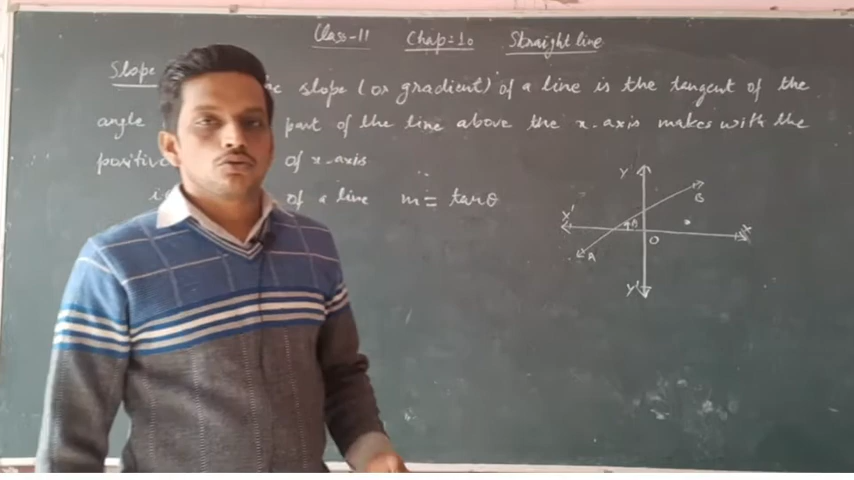 Class-11 Chap:10 Straight line
Slope slope (or gradient) of a line is the tangent of the
angle part of the line above the x-axis makes with the
positive of x-axis
of a line m = tanθ
Y
B
X' θ X
O
A
Y'